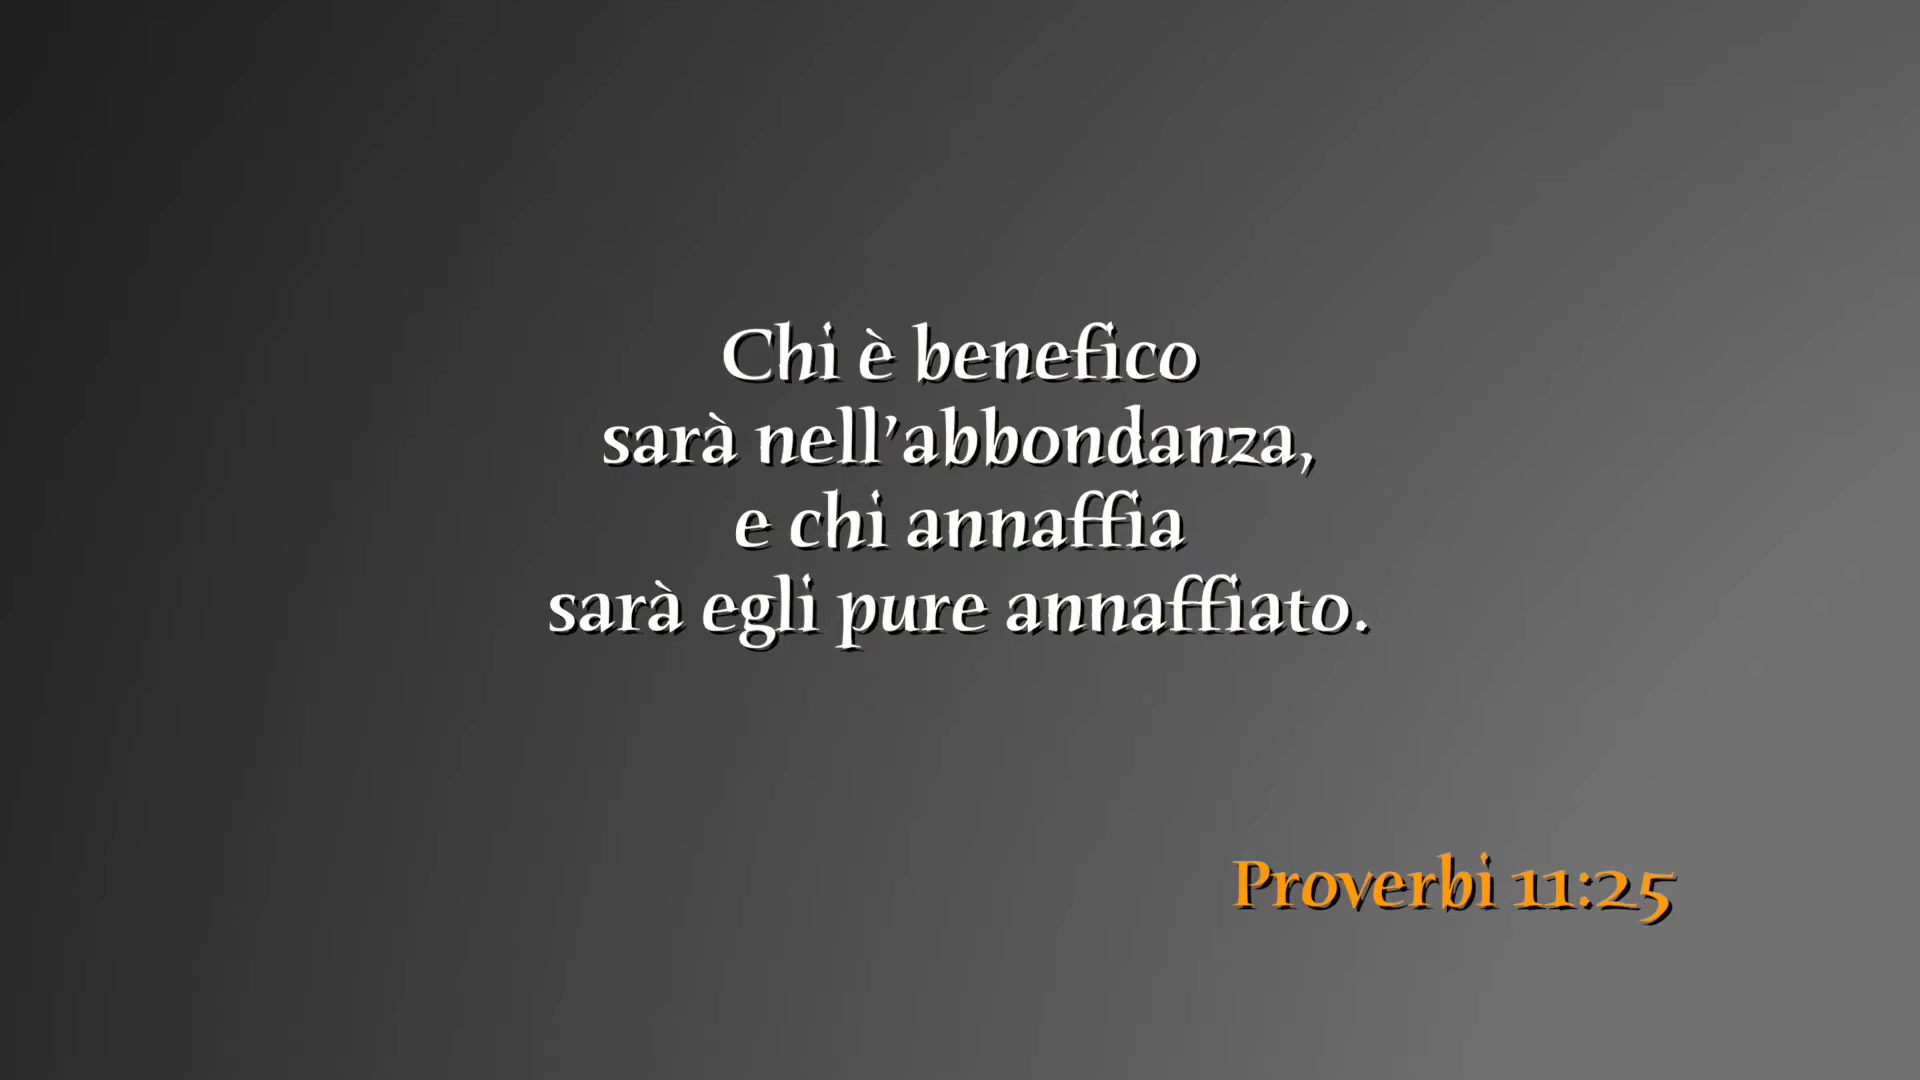 Chi è benefico
sarà nell'abbondanza,
e chi annaffia
sarà egli pure annaffiato.
Proverbi 11:25